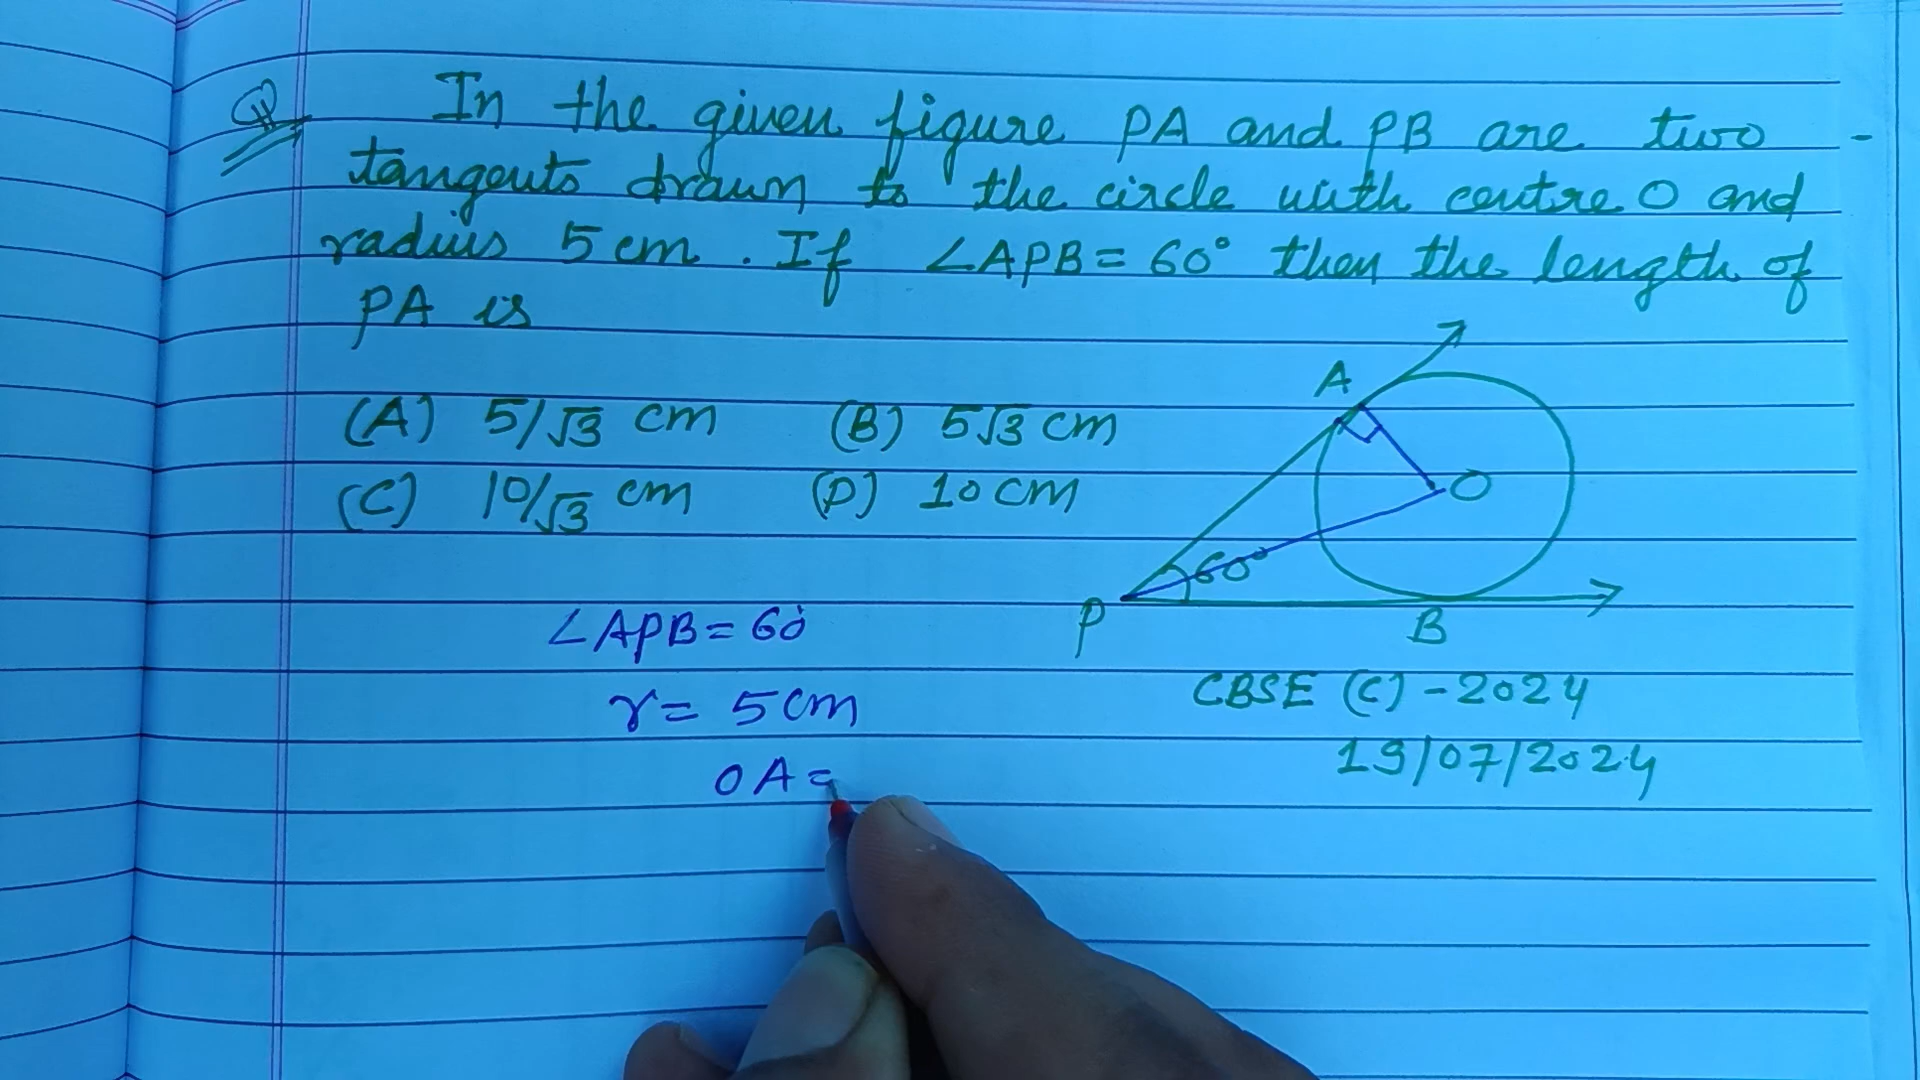 Q In the given figure PA and PB are two -
tangents drawn to the circle with centre O and
radius 5 cm. If ∠APB = 60° then the length of
PA is
(A) 5/√3 cm (B) 5√3 cm
(C) 10/√3 cm (D) 10 cm
A
O
60°
P
B
∠APB = 60°
r = 5 cm
OA =
CBSE (C) - 2024
19/07/2024